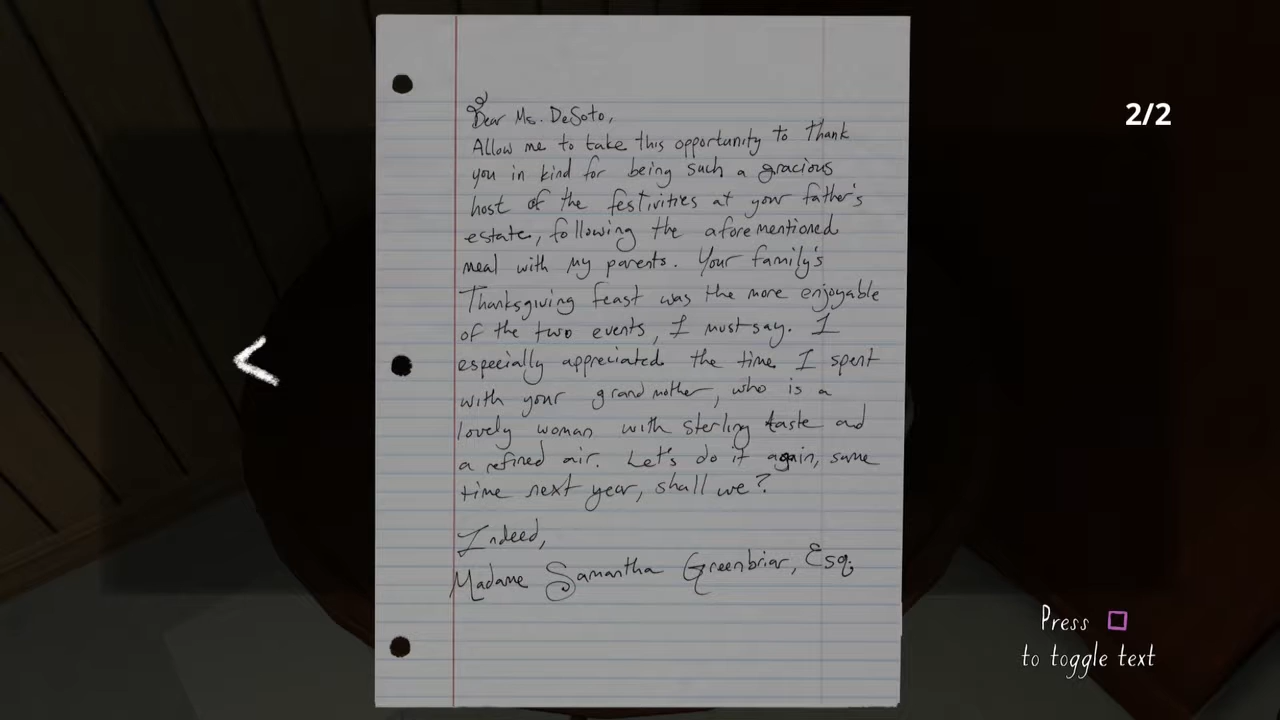 2/2
Dear Ms. DeSoto,
Allow me to take this opportunity to thank
you in kind for being such a gracious
host of the festivities at your father's
estate, following the aforementioned
meal with my parents. Your family's
Thanksgiving feast was the more enjoyable
of the two events, I must say. I
especially appreciated the time I spent
with your grandmother, who is a
lovely woman with sterling taste and
a refined air. Let's do it again, same
time next year, shall we?
Indeed,
Madame Samantha Greenbriar, Esq.
<
Press □
to toggle text